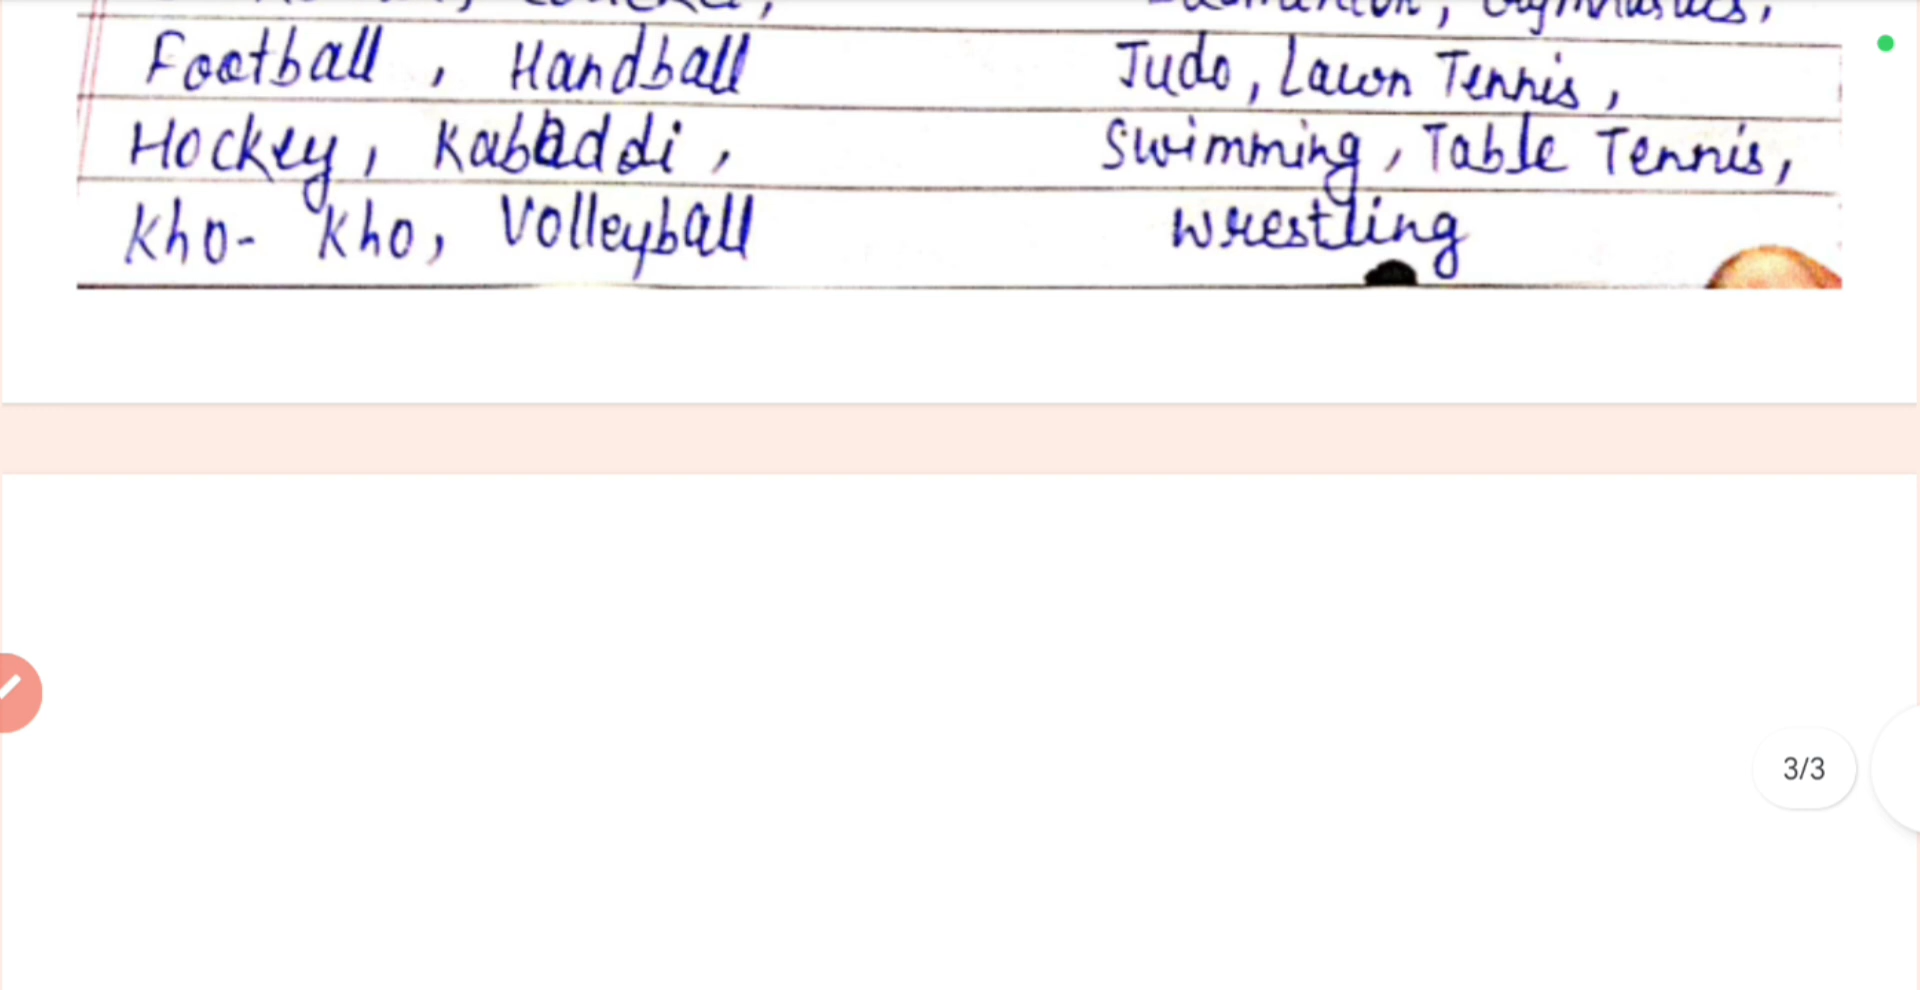 Football, Handball
Judo, Lawn Tennis,
Hockey, Kabaddi,
Swimming, Table Tennis,
Kho-Kho, Volleyball
Wrestling
3/3